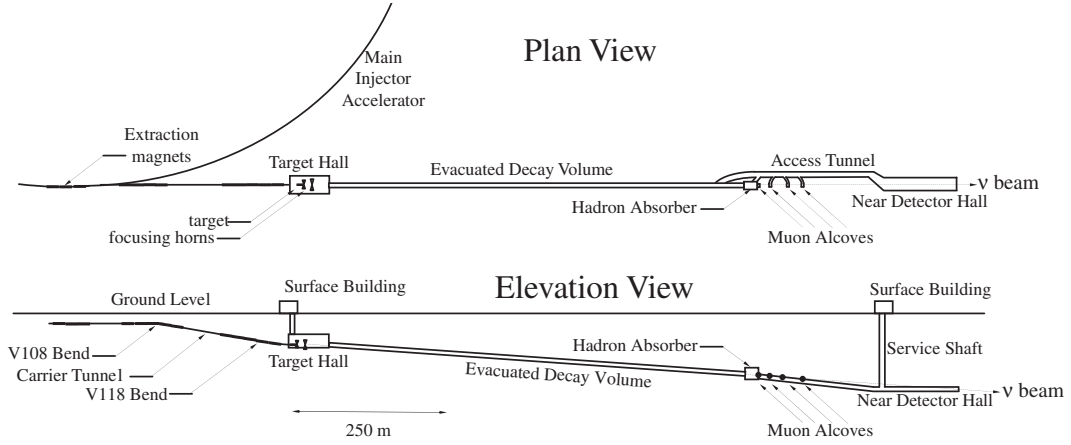 Plan View
Main
Injector
Accelerator
Extraction
magnets
Target Hall
Evacuated Decay Volume
Access Tunnel
ν beam
target
focusing horns
Hadron Absorber
Near Detector Hall
Muon Alcoves
Elevation View
Surface Building
Surface Building
Ground Level
V108 Bend
Carrier Tunnel
V118 Bend
Target Hall
Hadron Absorber
Service Shaft
Evacuated Decay Volume
ν beam
Near Detector Hall
Muon Alcoves
250 m